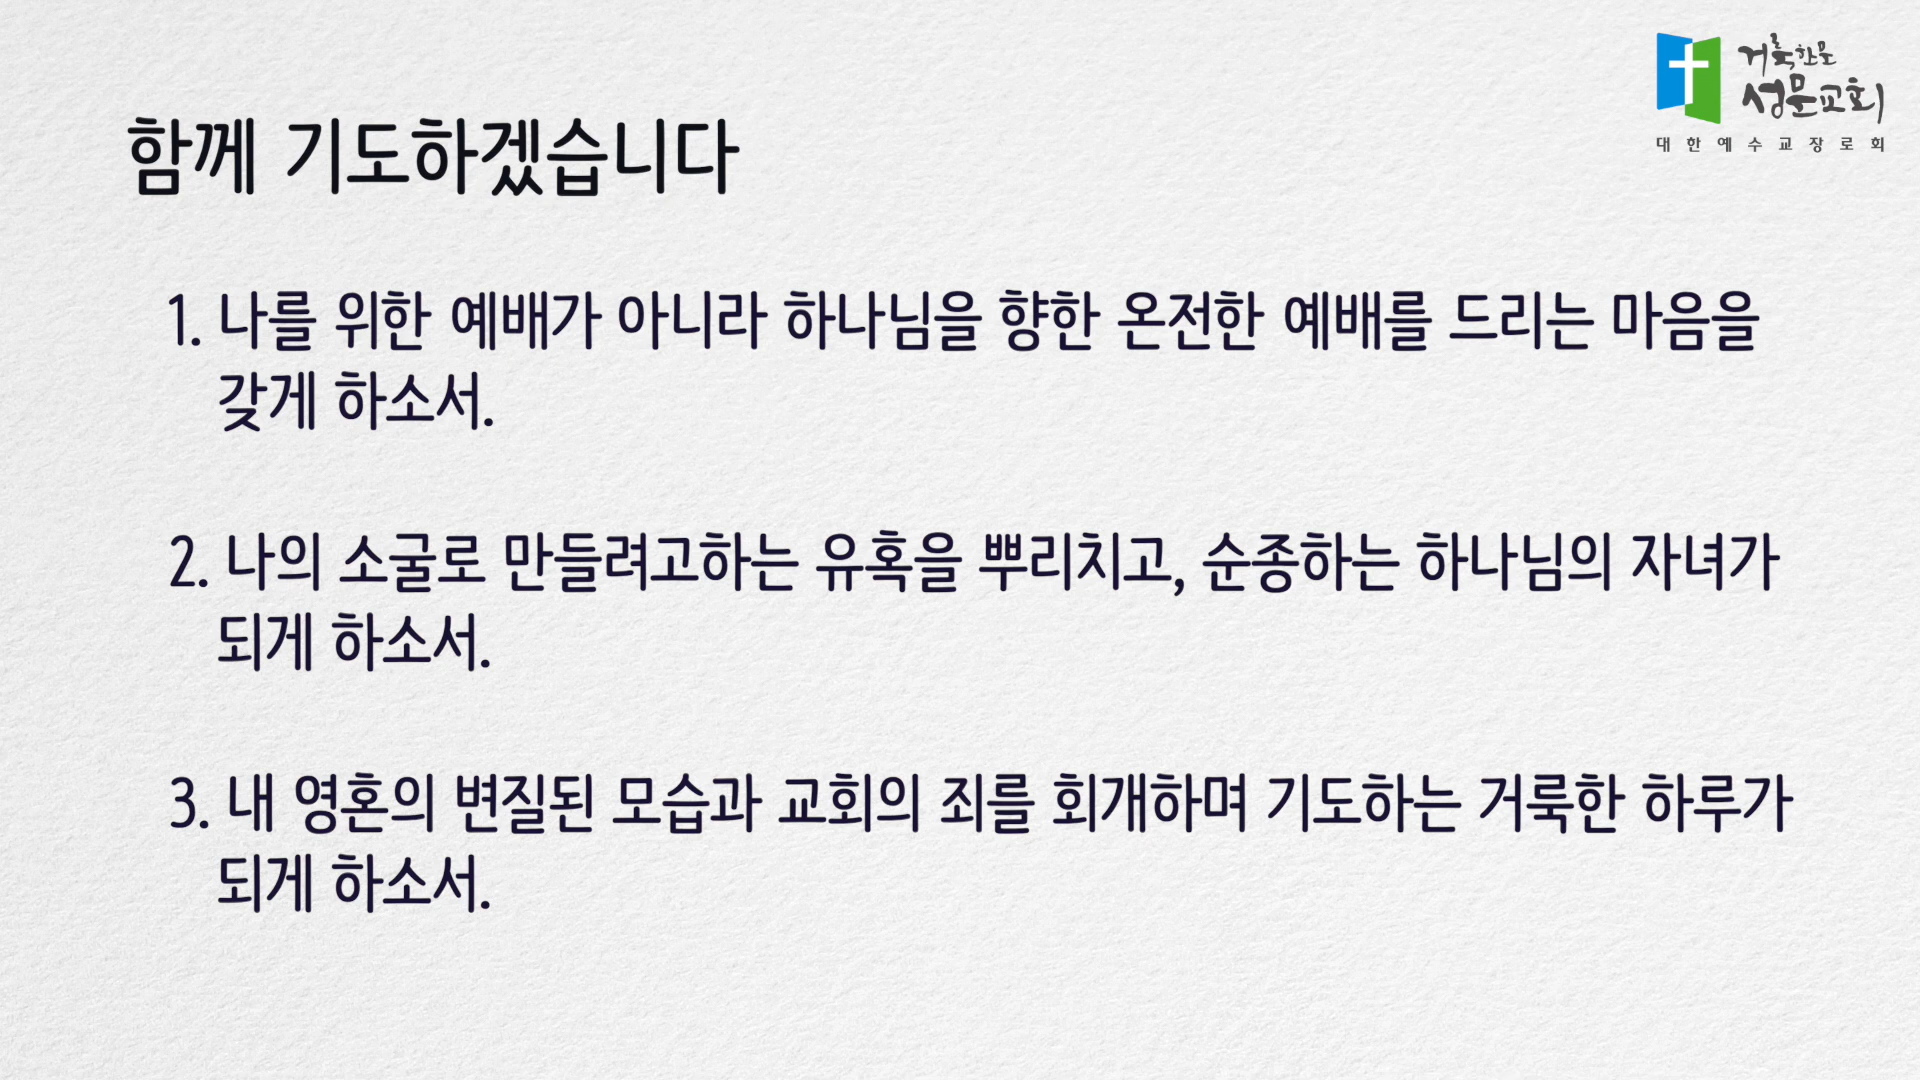 거룩한문
성문교회
대한예수교장로회
함께 기도하겠습니다
1. 나를 위한 예배가 아니라 하나님을 향한 온전한 예배를 드리는 마음을
갖게 하소서.
2. 나의 소굴로 만들려고하는 유혹을 뿌리치고, 순종하는 하나님의 자녀가
되게 하소서.
3. 내 영혼의 변질된 모습과 교회의 죄를 회개하며 기도하는 거룩한 하루가
되게 하소서.